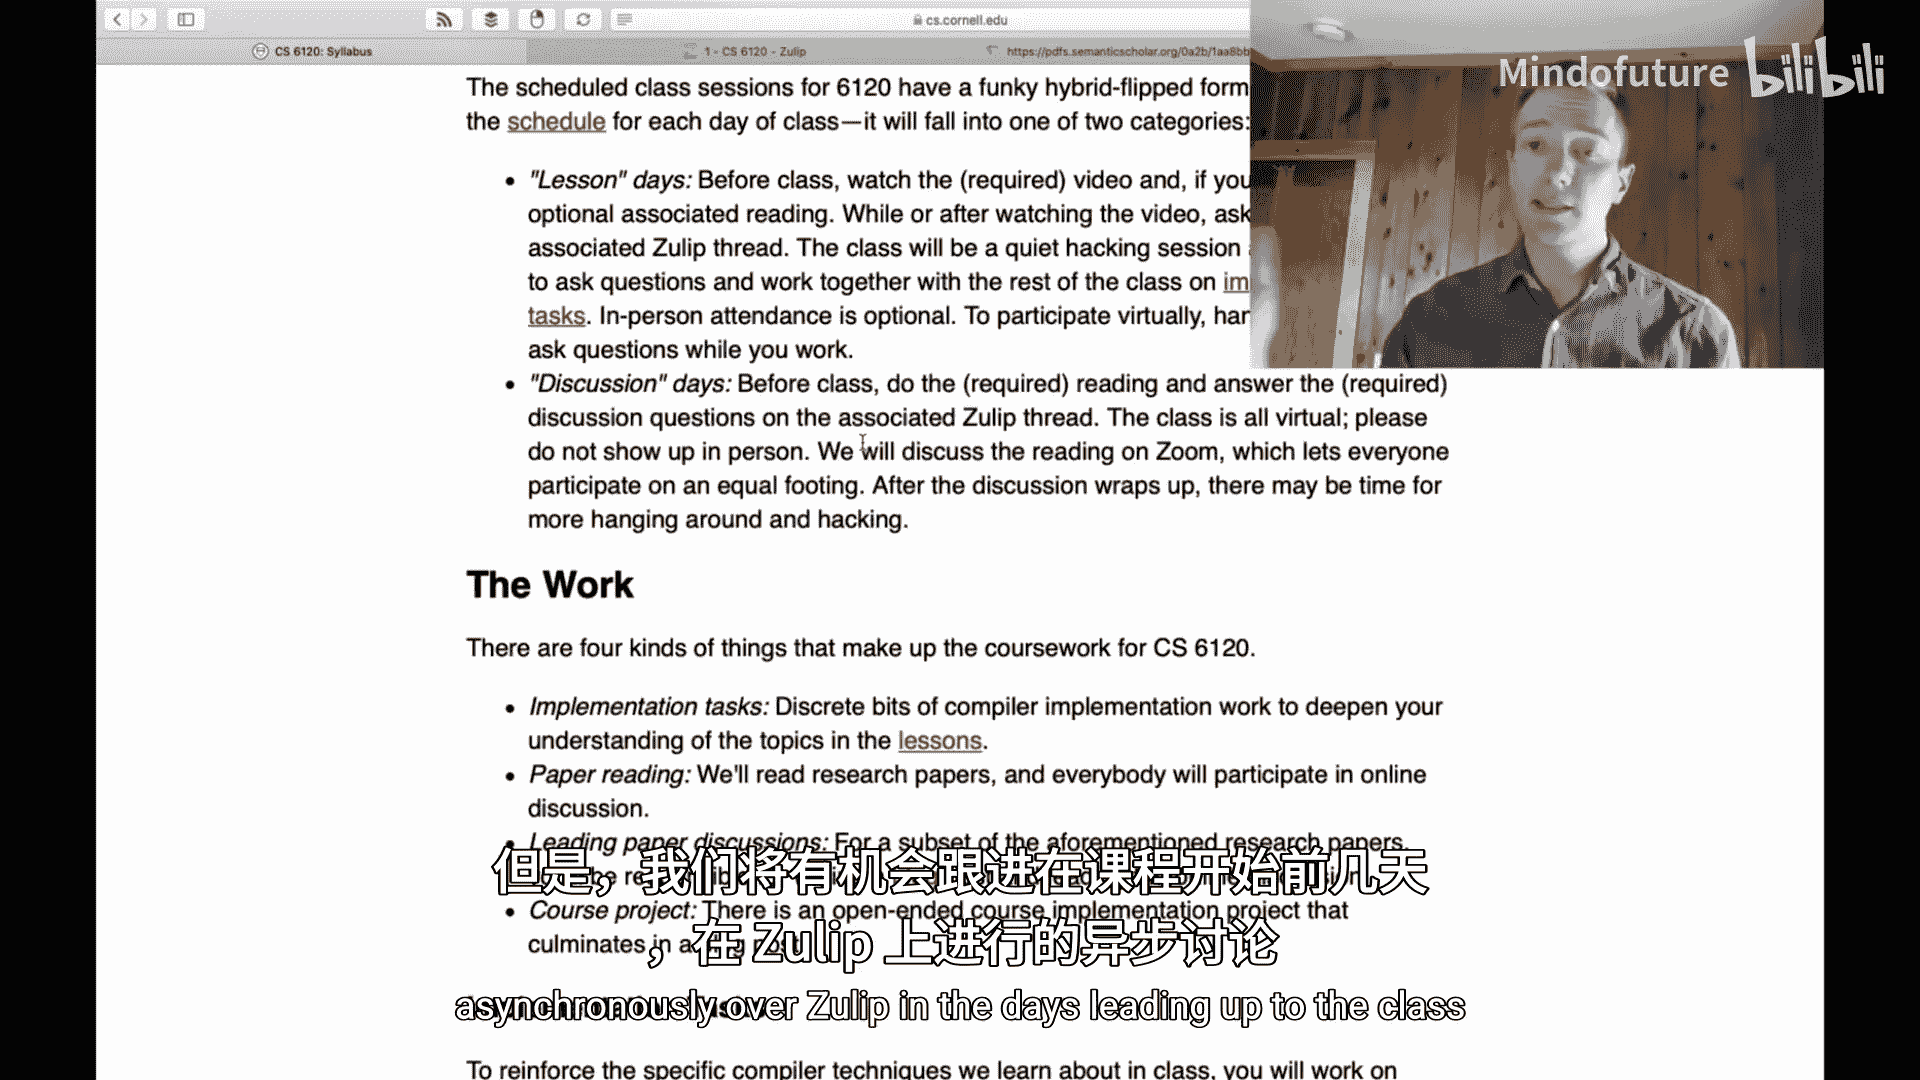 cs.cornell.edu
CS 6120: Syllabus
1 - CS 6120 - Zulip
https://pdfs.semanticscholar.org/0a2b/1aa8bb
Mindofuture bilibili
The scheduled class sessions for 6120 have a funky hybrid-flipped form
the schedule for each day of class—it will fall into one of two categories:
"Lesson" days: Before class, watch the (required) video and, if you
optional associated reading. While or after watching the video, ask
associated Zulip thread. The class will be a quiet hacking session
to ask questions and work together with the rest of the class on im
tasks. In-person attendance is optional. To participate virtually, har
ask questions while you work.
"Discussion" days: Before class, do the (required) reading and answer the (required)
discussion questions on the associated Zulip thread. The class is all virtual; please
do not show up in person. We will discuss the reading on Zoom, which lets everyone
participate on an equal footing. After the discussion wraps up, there may be time for
more hanging around and hacking.
The Work
There are four kinds of things that make up the coursework for CS 6120.
Implementation tasks: Discrete bits of compiler implementation work to deepen your
understanding of the topics in the lessons.
Paper reading: We'll read research papers, and everybody will participate in online
discussion.
Leading paper discussions: For a subset of the aforementioned research papers,
但是，我们将有机会跟进在课程开始前几天
Course project: There is an open-ended course implementation project that
culminates in a
，在 Zulip 上进行的异步讨论
asynchronously over Zulip in the days leading up to the class
To reinforce the specific compiler techniques we learn about in class, you will work on